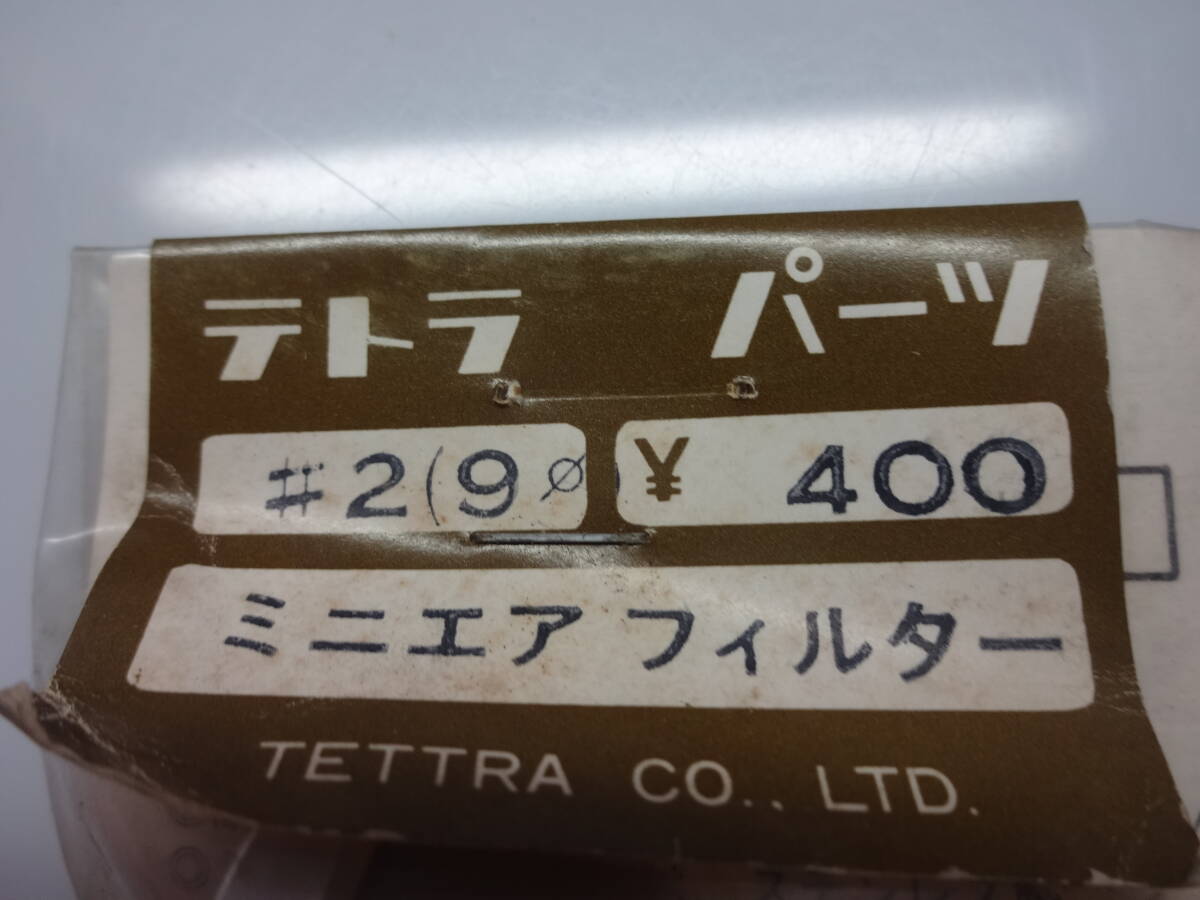 テトラ パーツ
#2(9φ) ¥ 400
ミニエア フィルター
TETTRA CO., LTD.